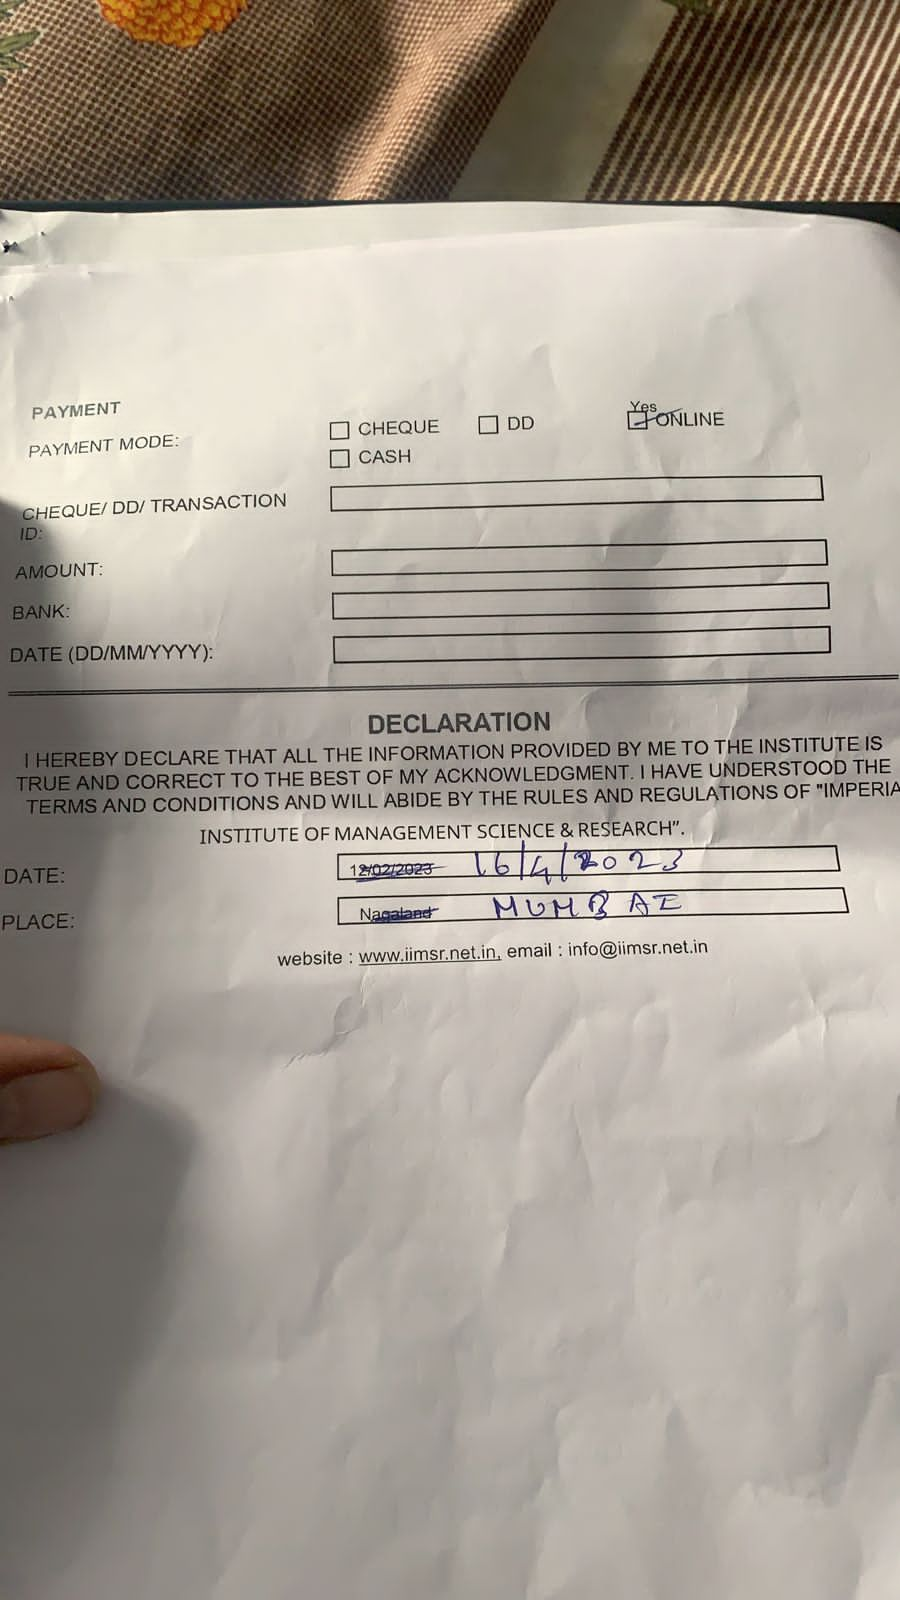 PAYMENT
PAYMENT MODE:
CHEQUE DD Yes ONLINE
CASH
CHEQUE/ DD/ TRANSACTION
ID:
AMOUNT:
BANK:
DATE (DD/MM/YYYY):
DECLARATION
I HEREBY DECLARE THAT ALL THE INFORMATION PROVIDED BY ME TO THE INSTITUTE IS
TRUE AND CORRECT TO THE BEST OF MY ACKNOWLEDGMENT. I HAVE UNDERSTOOD THE
TERMS AND CONDITIONS AND WILL ABIDE BY THE RULES AND REGULATIONS OF "IMPERIA
INSTITUTE OF MANAGEMENT SCIENCE & RESEARCH".
DATE: 12/02/2023 16/4/2023
PLACE: Nagaland MUMBAI
website : www.iimsr.net.in, email : info@iimsr.net.in